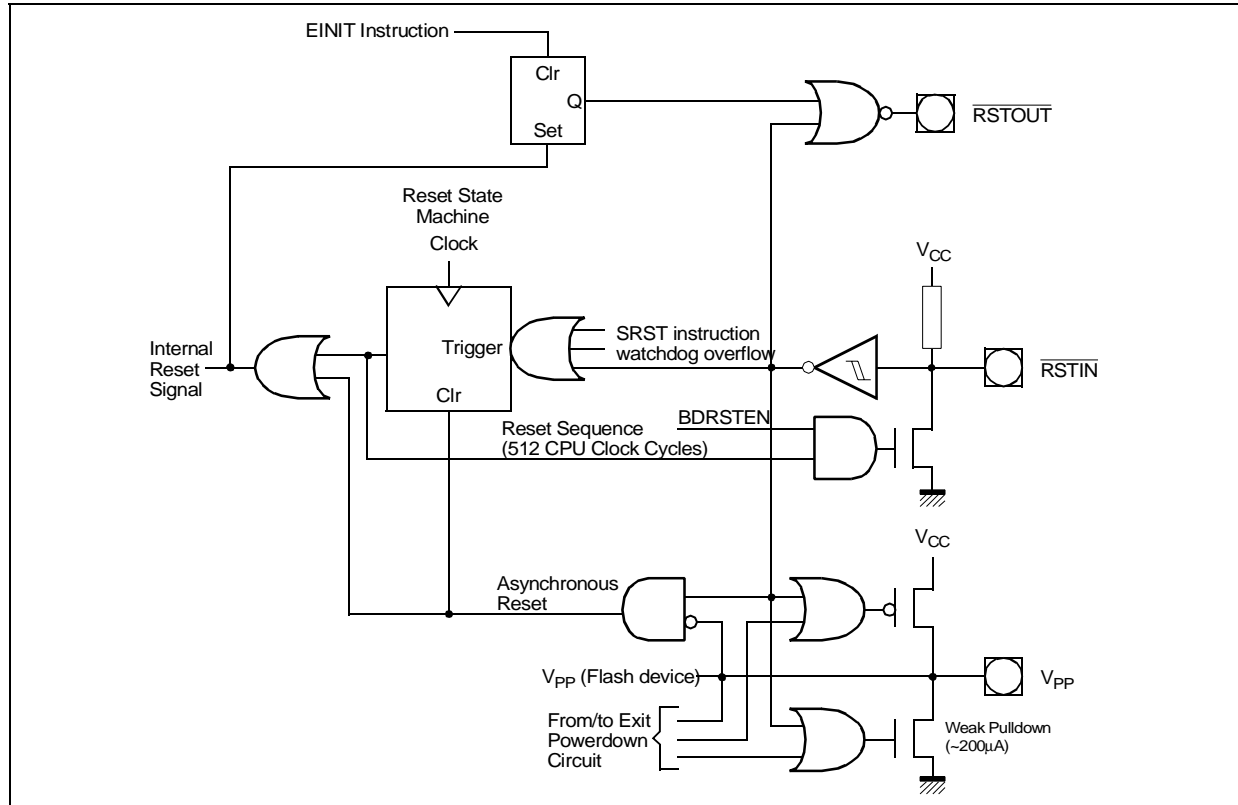 EINIT Instruction
Clr
Q
Set
RSTOUT
Reset State
Machine
Clock
VCC
Trigger
SRST instruction
watchdog overflow
Internal
Reset
Signal
RSTIN
Clr
BDRSTEN
Reset Sequence
(512 CPU Clock Cycles)
VCC
Asynchronous
Reset
VPP (Flash device)
VPP
From/to Exit
Powerdown
Circuit
Weak Pulldown
(~200µA)